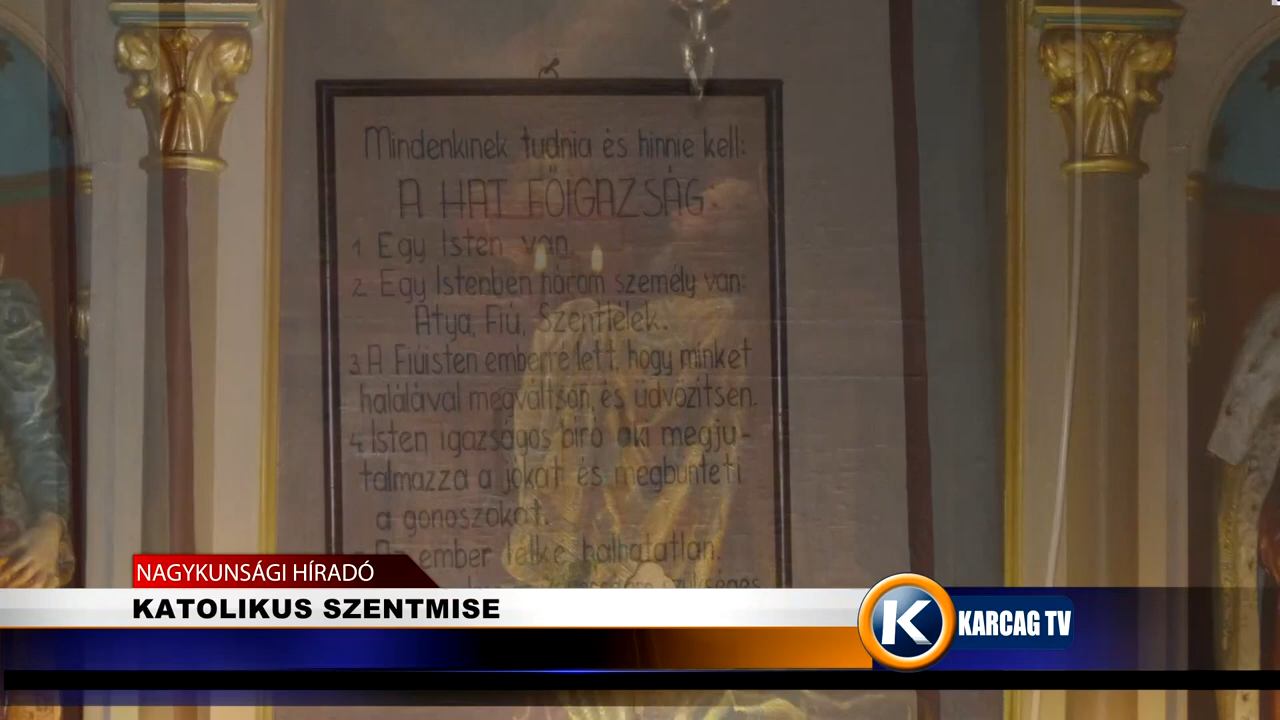 Mindenkinek tudnia és hinnie kell:
A HAT FŐIGAZSÁG:
1. Egy Isten van.
2. Egy Istenben három személy van:
Atya, Fiú, Szentlélek.
3. A Fiúisten emberré lett, hogy minket
halálával megváltson, és üdvözítsen.
4. Isten igazságos bíró aki megju-
talmazza a jókat és megbünteti
a gonoszokat.
Az ember lelke halhatatlan.
szükséges
NAGYKUNSÁGI HÍRADÓ
KATOLIKUS SZENTMISE
K KARCAG TV